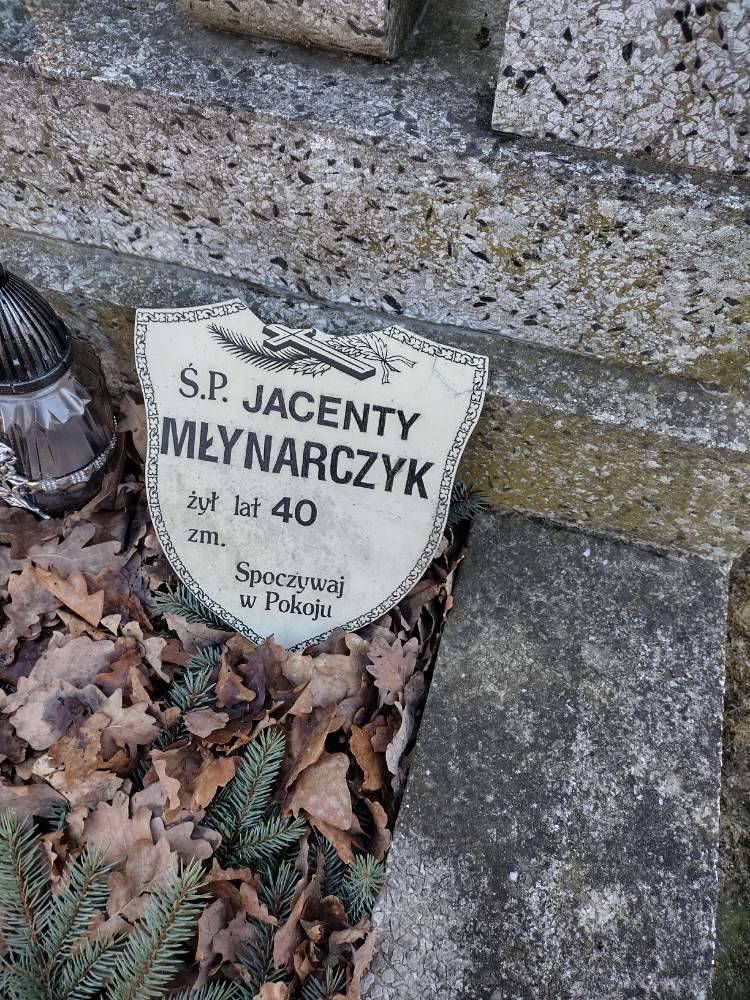 Ś.P. JACENTY
MŁYNARCZYK
żył lat 40
zm.
Spoczywaj
w Pokoju